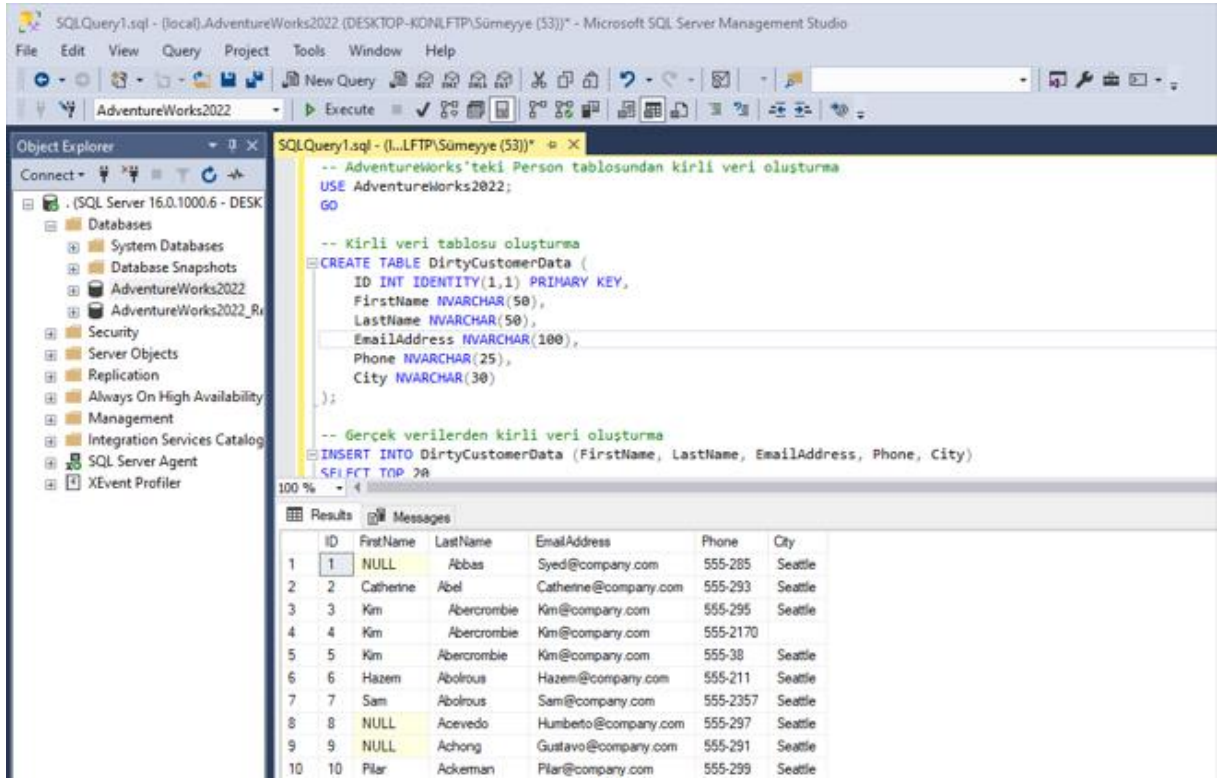 SQLQuery1.sql - (local).AdventureWorks2022 (DESKTOP-KONLFTP\Sümeyye (53))* - Microsoft SQL Server Management Studio
File Edit View Query Project Tools Window Help
New Query
AdventureWorks2022 Execute
Object Explorer
Connect
. (SQL Server 16.0.1000.6 - DESK
Databases
System Databases
Database Snapshots
AdventureWorks2022
AdventureWorks2022_Re
Security
Server Objects
Replication
Always On High Availability
Management
Integration Services Catalog
SQL Server Agent
XEvent Profiler
SQLQuery1.sql - (l...LFTP\Sümeyye (53))*
-- AdventureWorks'teki Person tablosundan kirli veri oluşturma
USE AdventureWorks2022;
GO
-- Kirli veri tablosu oluşturma
CREATE TABLE DirtyCustomerData (
ID INT IDENTITY(1,1) PRIMARY KEY,
FirstName NVARCHAR(50),
LastName NVARCHAR(50),
EmailAddress NVARCHAR(100),
Phone NVARCHAR(25),
City NVARCHAR(30)
);
-- Gerçek verilerden kirli veri oluşturma
INSERT INTO DirtyCustomerData (FirstName, LastName, EmailAddress, Phone, City)
SELECT TOP 20
100 %
Results Messages
ID FirstName LastName EmailAddress Phone City
1 1 NULL Abbas Syed@company.com 555-285 Seattle
2 2 Catherine Abel Catherine@company.com 555-293 Seattle
3 3 Kim Abercrombie Kim@company.com 555-295 Seattle
4 4 Kim Abercrombie Kim@company.com 555-2170
5 5 Kim Abercrombie Kim@company.com 555-38 Seattle
6 6 Hazem Abolrous Hazem@company.com 555-211 Seattle
7 7 Sam Abolrous Sam@company.com 555-2357 Seattle
8 8 NULL Acevedo Humberto@company.com 555-297 Seattle
9 9 NULL Achong Gustavo@company.com 555-291 Seattle
10 10 Pilar Ackerman Pilar@company.com 555-299 Seattle